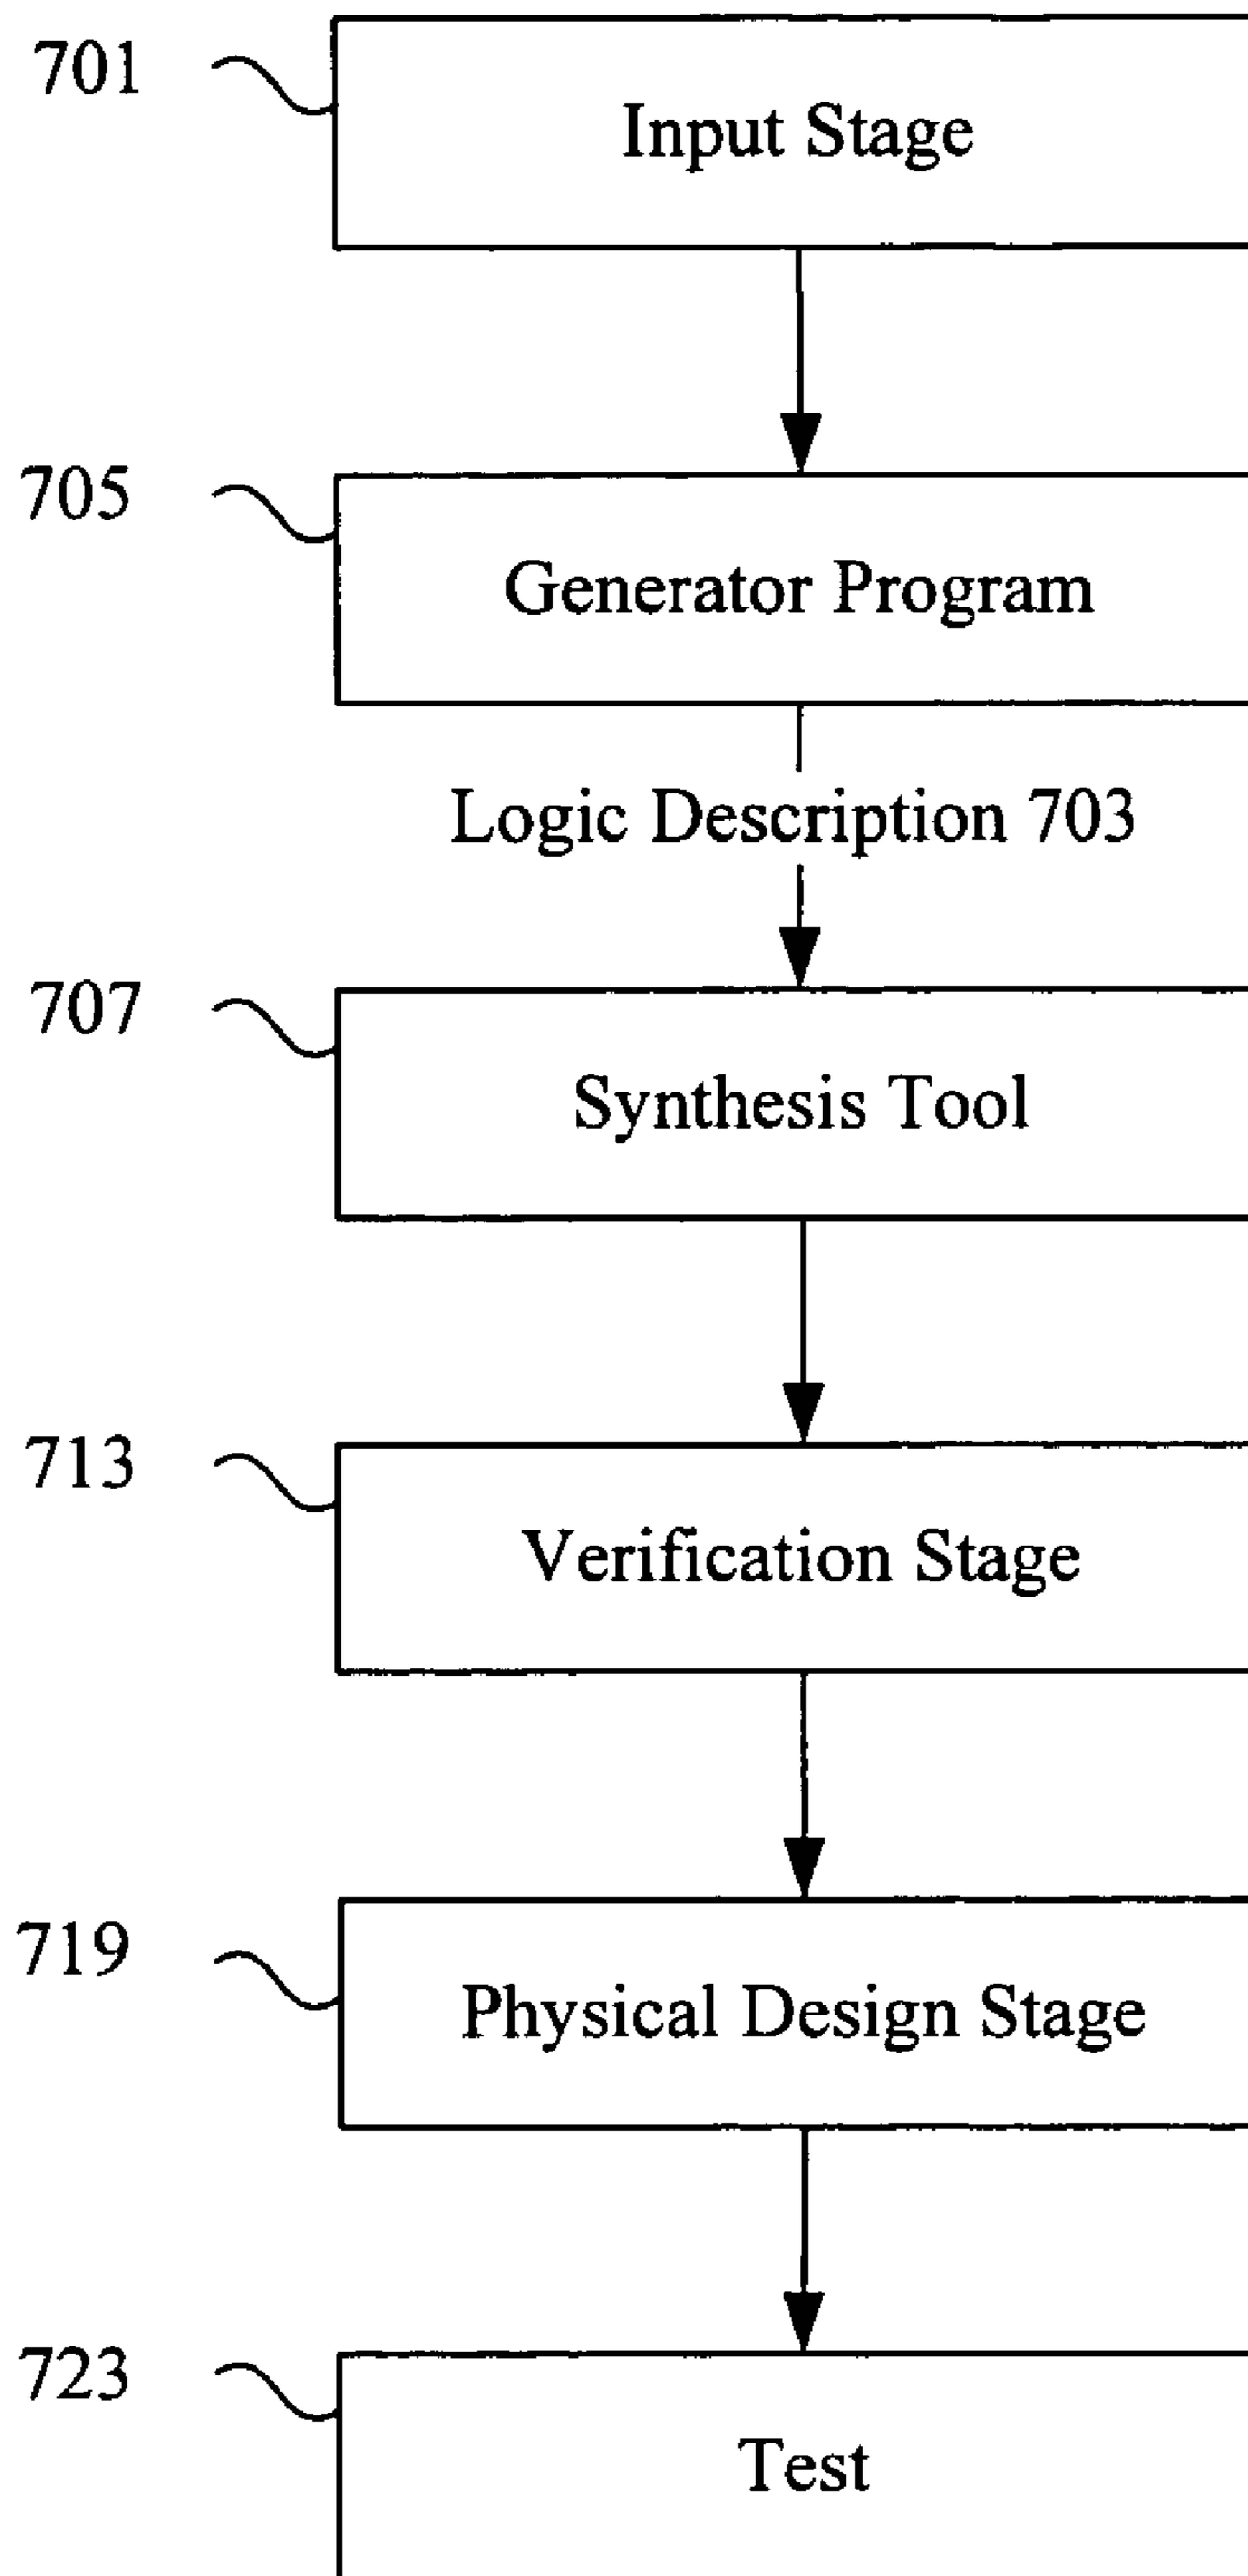 701
Input Stage
705
Generator Program
Logic Description 703
707
Synthesis Tool
713
Verification Stage
719
Physical Design Stage
723
Test